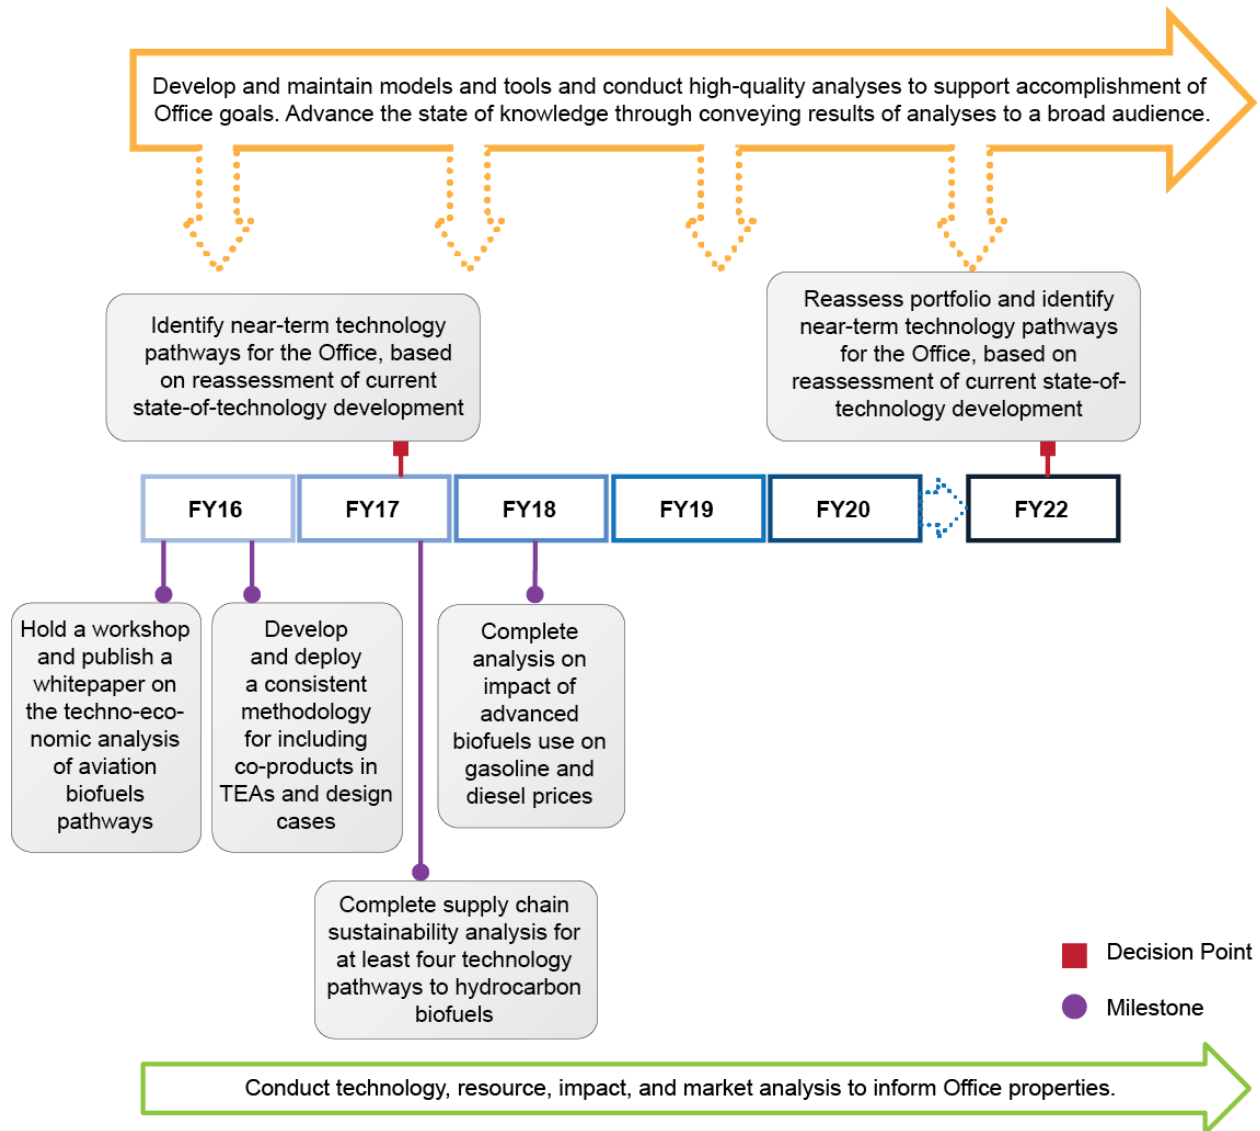 Develop and maintain models and tools and conduct high-quality analyses to support accomplishment of
Office goals. Advance the state of knowledge through conveying results of analyses to a broad audience.
Identify near-term technology
pathways for the Office, based
on reassessment of current
state-of-technology development
Reassess portfolio and identify
near-term technology pathways
for the Office, based on
reassessment of current state-of-
technology development
FY16
FY17
FY18
FY19
FY20
FY22
Hold a workshop
and publish a
whitepaper on
the techno-eco-
nomic analysis
of aviation
biofuels
pathways
Develop
and deploy
a consistent
methodology
for including
co-products in
TEAs and design
cases
Complete
analysis on
impact of
advanced
biofuels use on
gasoline and
diesel prices
Complete supply chain
sustainability analysis for
at least four technology
pathways to hydrocarbon
biofuels
Decision Point
Milestone
Conduct technology, resource, impact, and market analysis to inform Office properties.